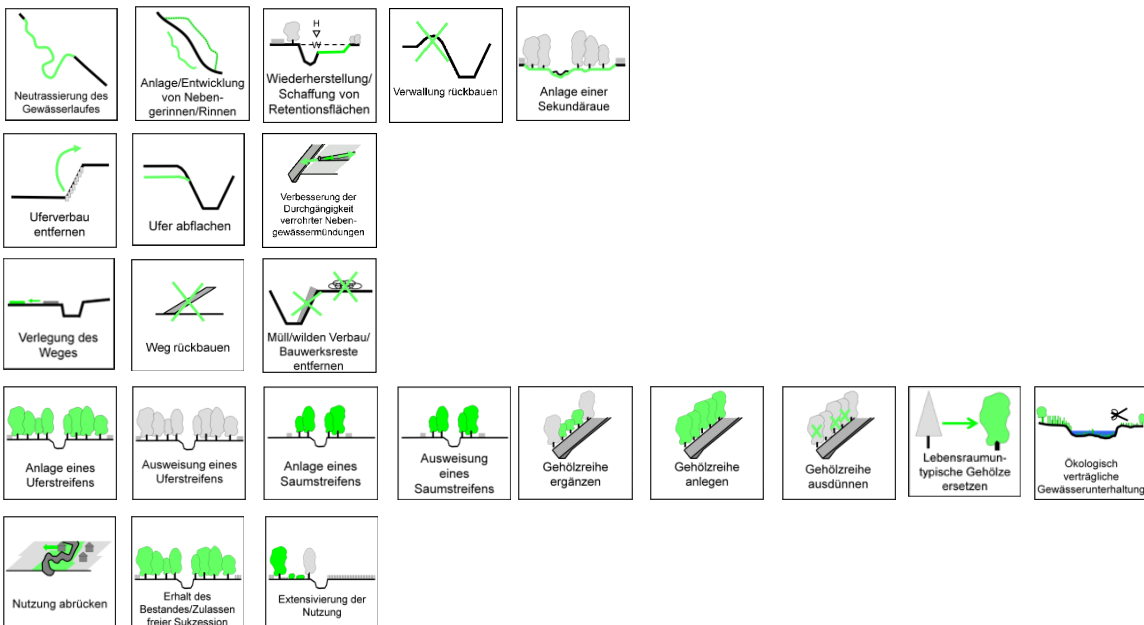 Neutrassierung des
Gewässerlaufes
Anlage/Entwicklung
von Neben-
gerinnen/Rinnen
H
W
Wiederherstellung/
Schaffung von
Retentionsflächen
Verwallung rückbauen
Anlage einer
Sekundäraue
Uferverbau
entfernen
Ufer abflachen
Verbesserung der
Durchgängigkeit
verrohrter Neben-
gewässermündungen
Verlegung des
Weges
Weg rückbauen
Müll/wilden Verbau/
Bauwerksreste
entfernen
Anlage eines
Uferstreifens
Ausweisung eines
Uferstreifens
Anlage eines
Saumstreifens
Ausweisung
eines
Saumstreifens
Gehölzreihe
ergänzen
Gehölzreihe
anlegen
Gehölzreihe
ausdünnen
Lebensraumun-
typische Gehölze
ersetzen
Ökologisch
verträgliche
Gewässerunterhaltung
Nutzung abrücken
Erhalt des
Bestandes/Zulassen
freier Sukzession
Extensivierung der
Nutzung